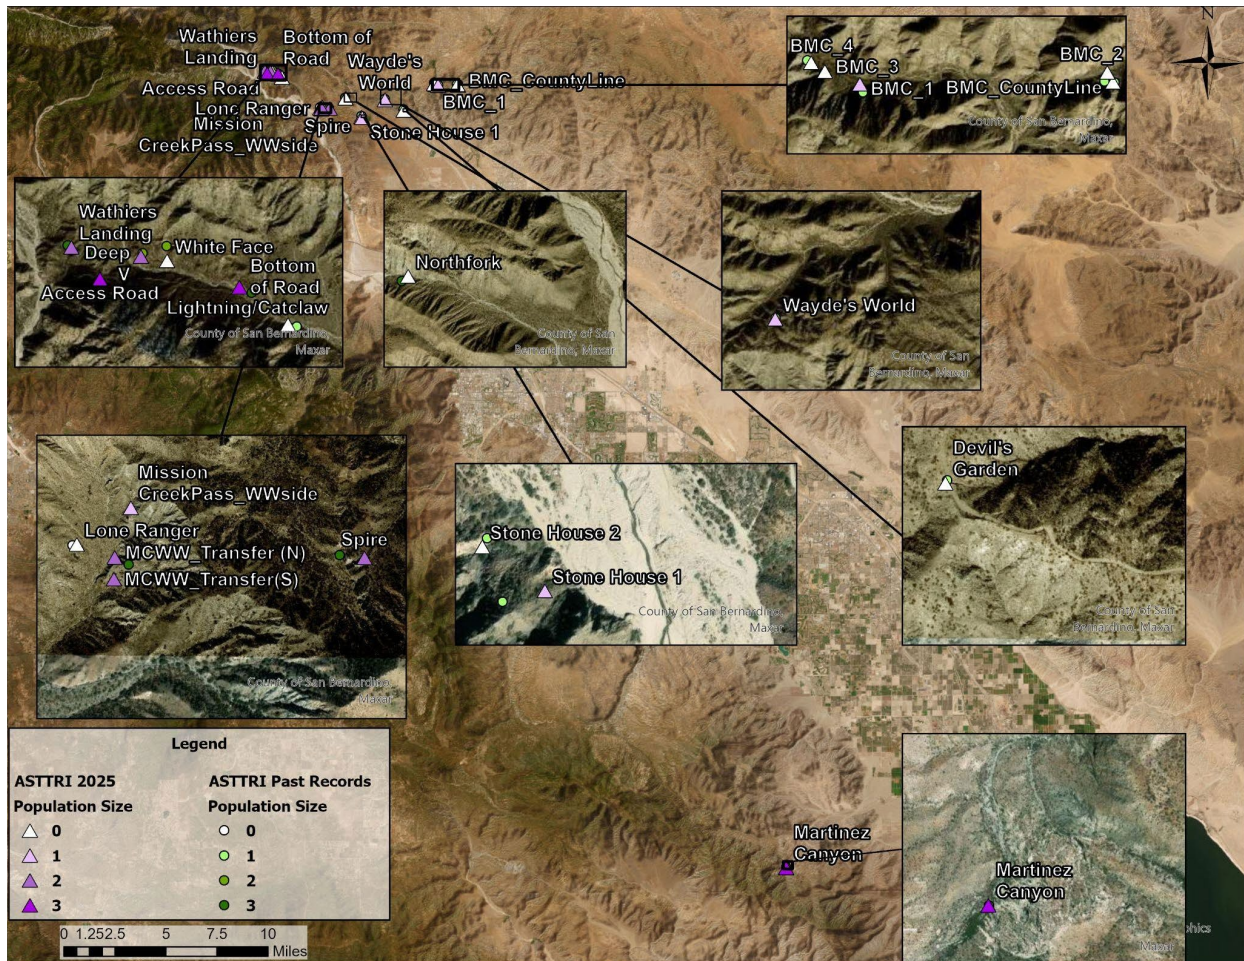 N
Wathiers
Landing
Bottom of
Road
Wayde's
World
BMC_CountyLine
Access Road
BMC_1
Lone Ranger
Mission
CreekPass_WWside
Spire
Stone House 1
BMC_4
BMC_3
BMC_1
BMC_2
BMC_CountyLine
County of San Bernardino,
Maxar
Wathiers
Landing
Deep
V
White Face
Access Road
Bottom
of Road
Lightning/Catclaw
County of San Bernardino,
Maxar
Northfork
County of San
Bernardino, Maxar
Wayde's World
County of San
Bernardino, Maxar
Mission
CreekPass_WWside
Lone Ranger
MCWW_Transfer (N)
MCWW_Transfer(S)
Spire
County of San Bernardino,
Maxar
Stone House 2
Stone House 1
County of San Bernardino,
Maxar
Devil's
Garden
County of San
Bernardino, Maxar
Martinez
Canyon
Martinez
Canyon
Maxar
Legend
ASTTRI 2025
Population Size
0
1
2
3
ASTTRI Past Records
Population Size
0
1
2
3
0 1.25 2.5 5 7.5 10
Miles